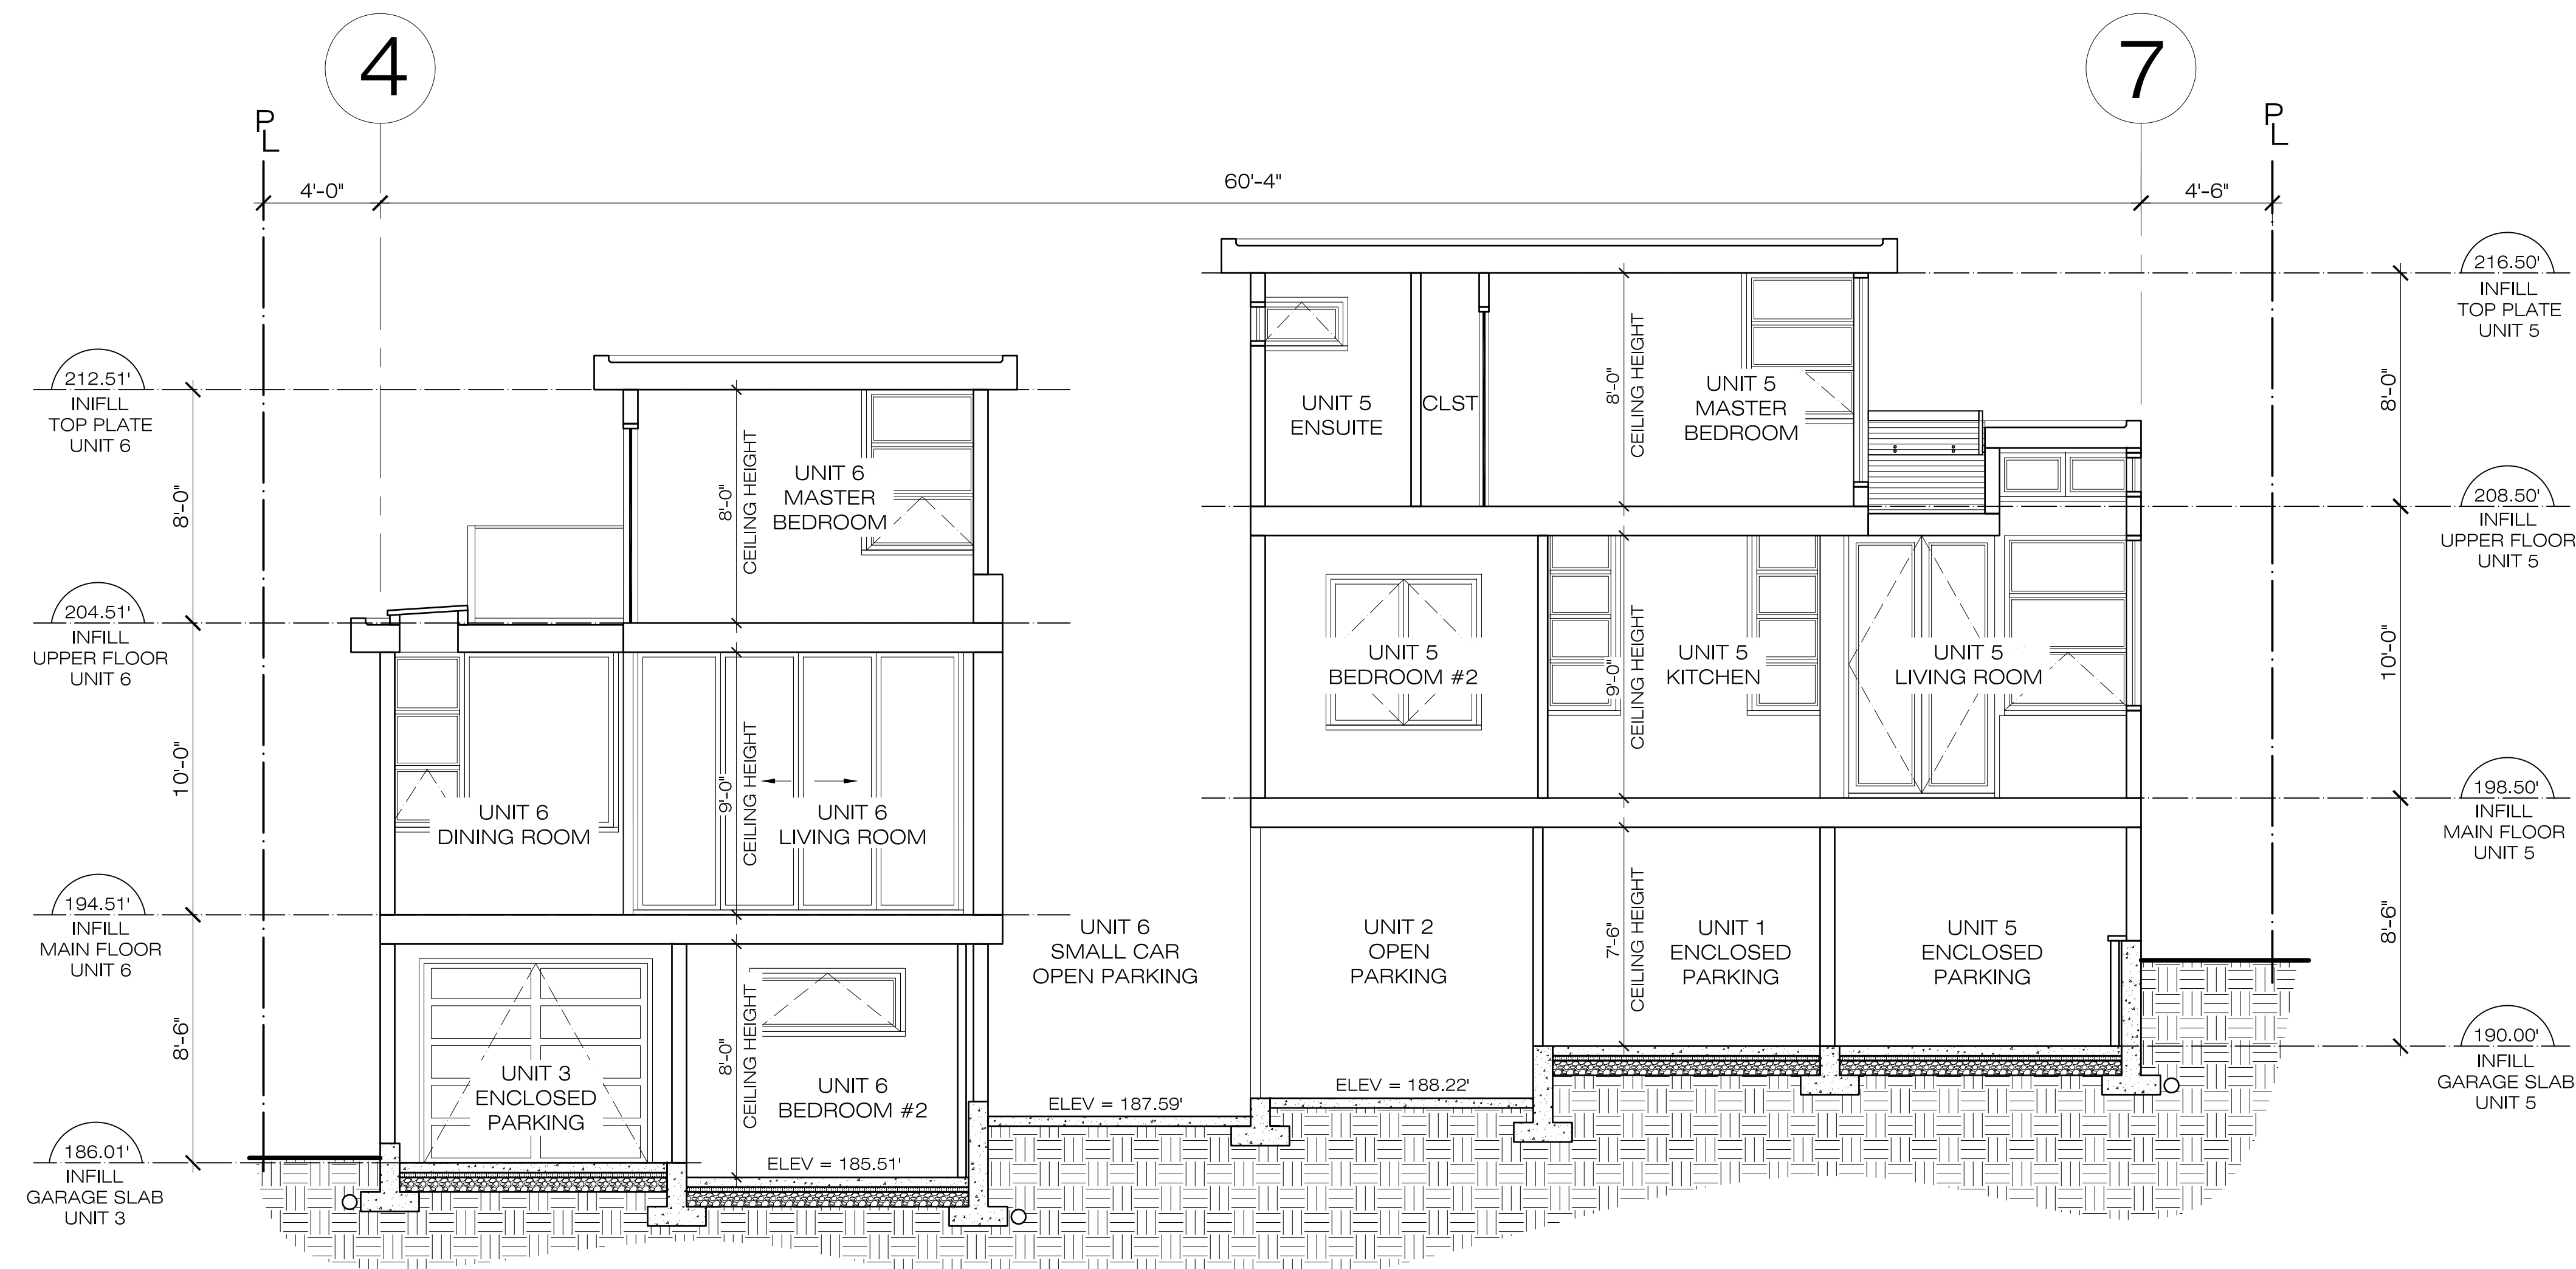 4
7
P
L
P
L
4'-0"
60'-4"
4'-6"
216.50'
INFILL
TOP PLATE
UNIT 5
212.51'
INIFLL
TOP PLATE
UNIT 6
8'-0"
8'-0"
CEILING HEIGHT
UNIT 6
MASTER
BEDROOM
UNIT 5
ENSUITE
CLST
8'-0"
CEILING HEIGHT
UNIT 5
MASTER
BEDROOM
8'-0"
208.50'
INFILL
UPPER FLOOR
UNIT 5
204.51'
INFILL
UPPER FLOOR
UNIT 6
10'-0"
UNIT 6
DINING ROOM
9'-0"
CEILING HEIGHT
UNIT 6
LIVING ROOM
UNIT 5
BEDROOM #2
9'-0"
CEILING HEIGHT
UNIT 5
KITCHEN
UNIT 5
LIVING ROOM
10'-0"
198.50'
INFILL
MAIN FLOOR
UNIT 5
194.51'
INFILL
MAIN FLOOR
UNIT 6
8'-6"
UNIT 3
ENCLOSED
PARKING
8'-0"
CEILING HEIGHT
UNIT 6
BEDROOM #2
ELEV = 185.51'
UNIT 6
SMALL CAR
OPEN PARKING
ELEV = 187.59'
UNIT 2
OPEN
PARKING
ELEV = 188.22'
7'-6"
CEILING HEIGHT
UNIT 1
ENCLOSED
PARKING
UNIT 5
ENCLOSED
PARKING
8'-6"
190.00'
INFILL
GARAGE SLAB
UNIT 5
186.01'
INFILL
GARAGE SLAB
UNIT 3